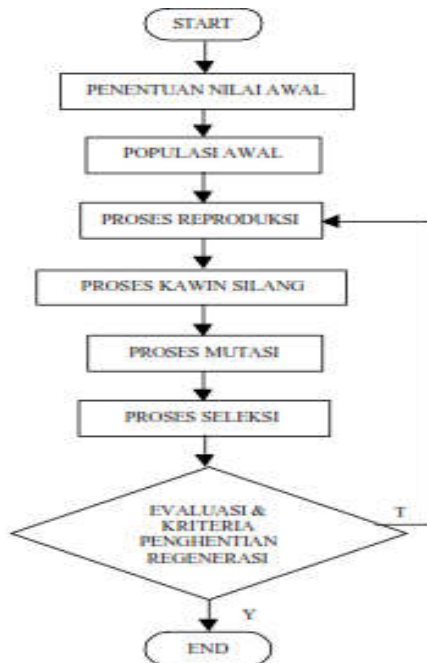 START
PENENTUAN NILAI AWAL
POPULASI AWAL
PROSES REPRODUKSI
PROSES KAWIN SILANG
PROSES MUTASI
PROSES SELEKSI
EVALUASI &
KRITERIA
PENGHENTIAN
REGENERASI
T
Y
END